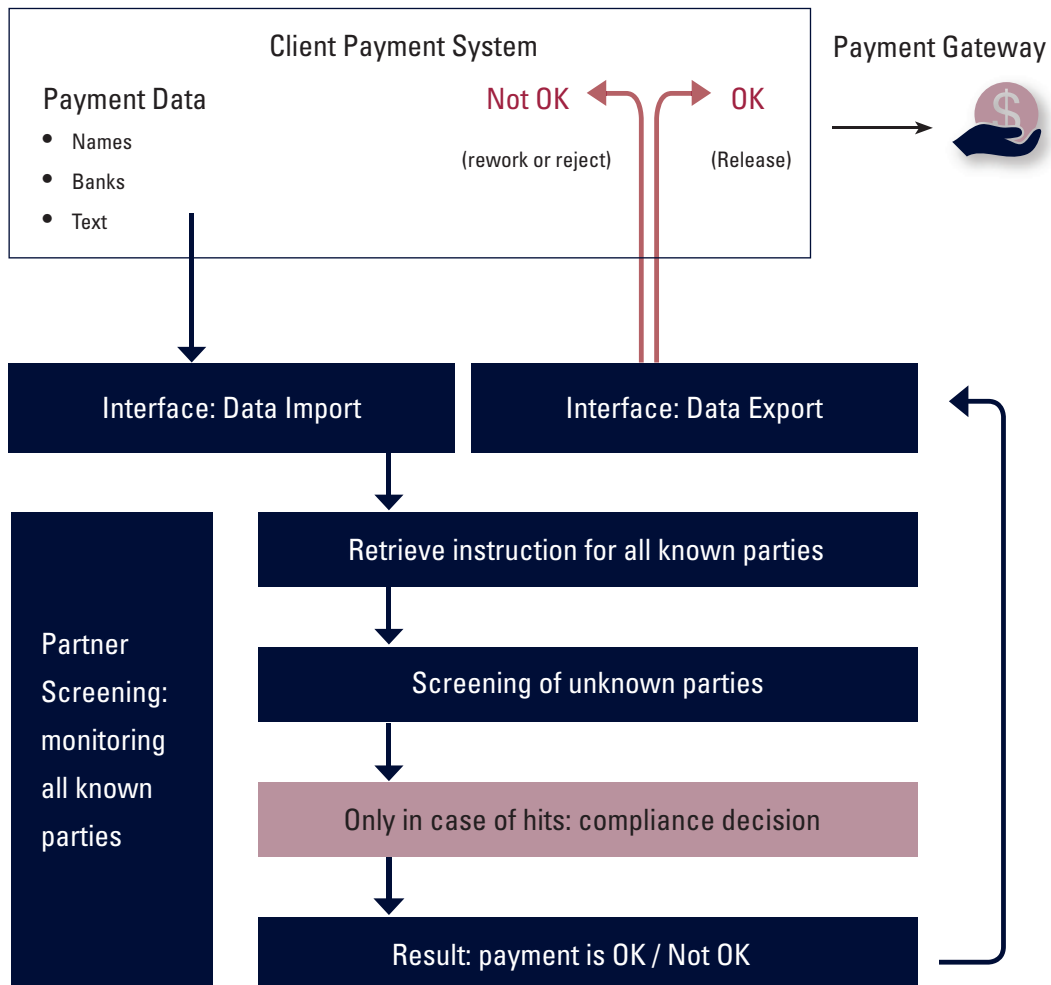 Client Payment System
Payment Gateway
Payment Data
• Names
• Banks
• Text
Not OK
(rework or reject)
OK
(Release)
$
Interface: Data Import
Interface: Data Export
Retrieve instruction for all known parties
Partner
Screening:
monitoring
all known
parties
Screening of unknown parties
Only in case of hits: compliance decision
Result: payment is OK / Not OK